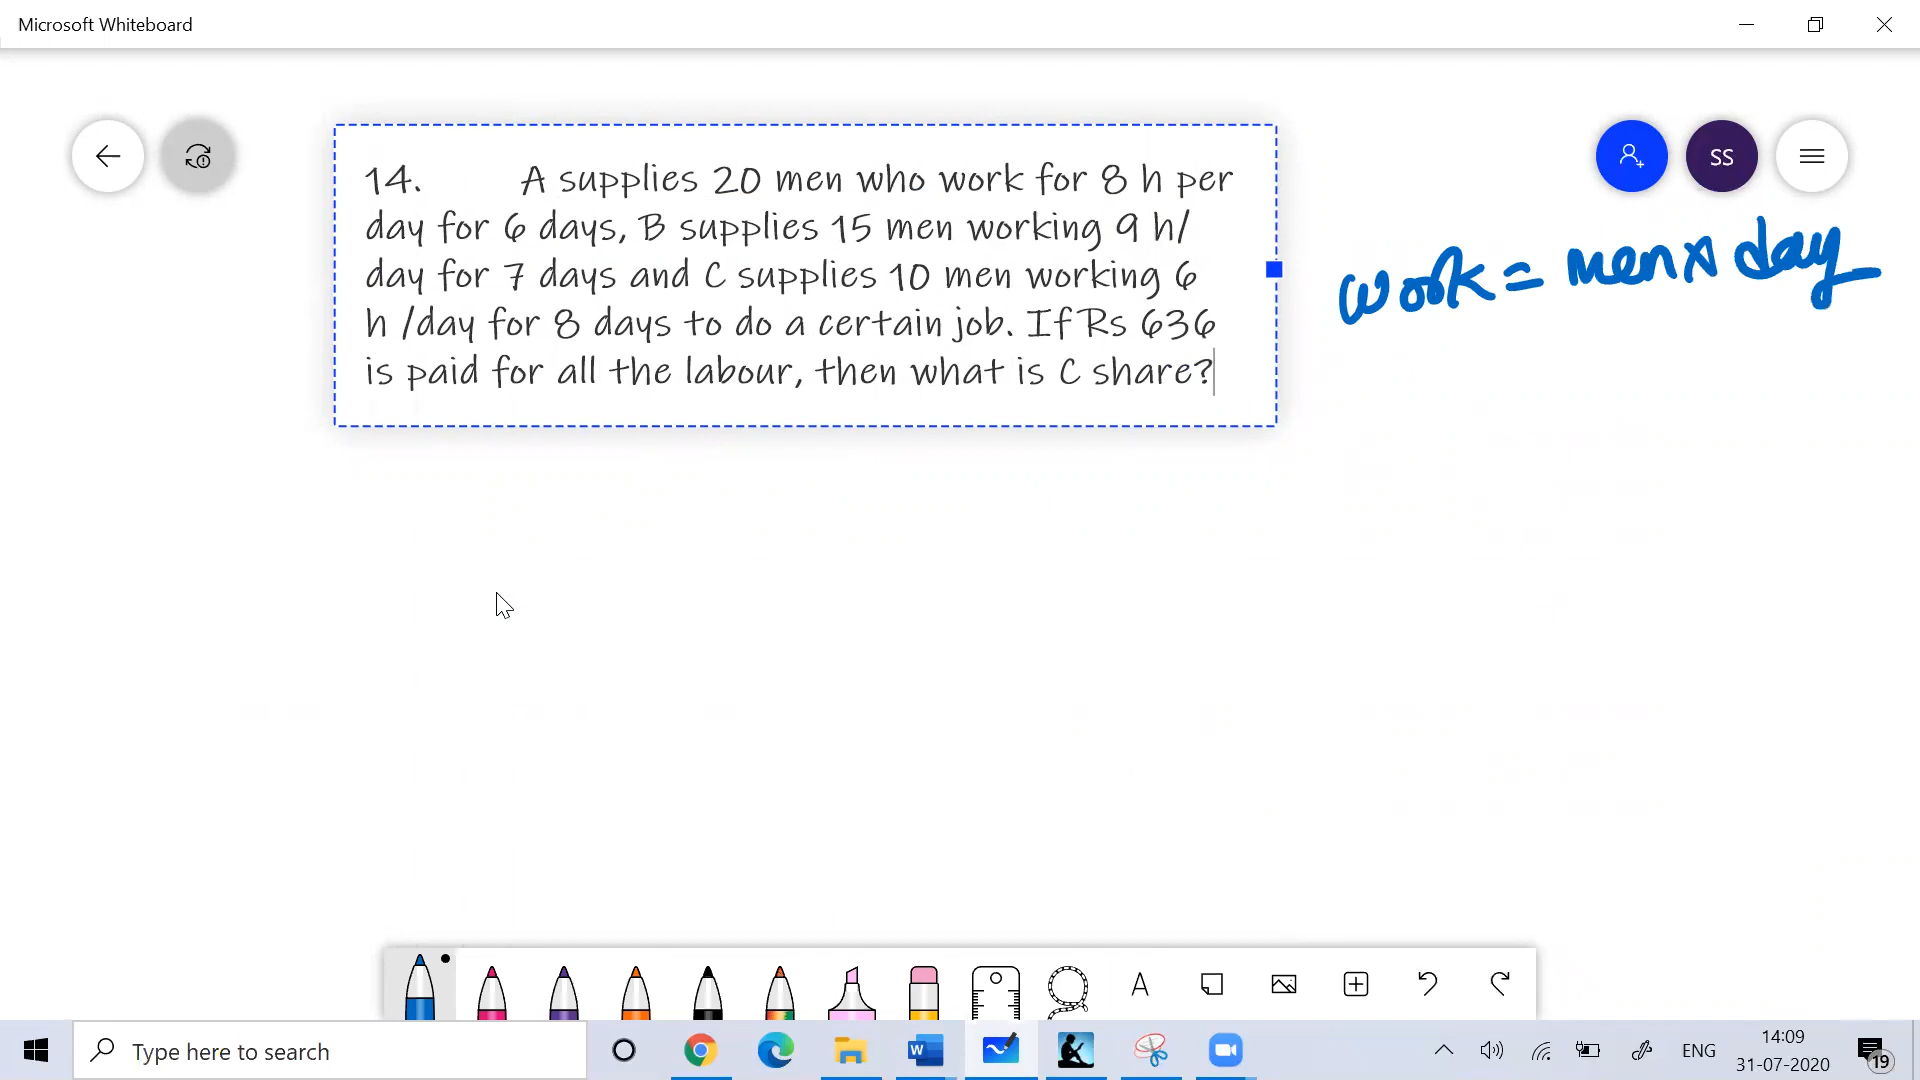 Microsoft Whiteboard
SS
14. A supplies 20 men who work for 8 h per
day for 6 days, B supplies 15 men working 9 h/
day for 7 days and C supplies 10 men working 6
h /day for 8 days to do a certain job. If Rs 636
is paid for all the labour, then what is C share?
work = men x day
A
Type here to search
W
ENG
14:09
31-07-2020
19